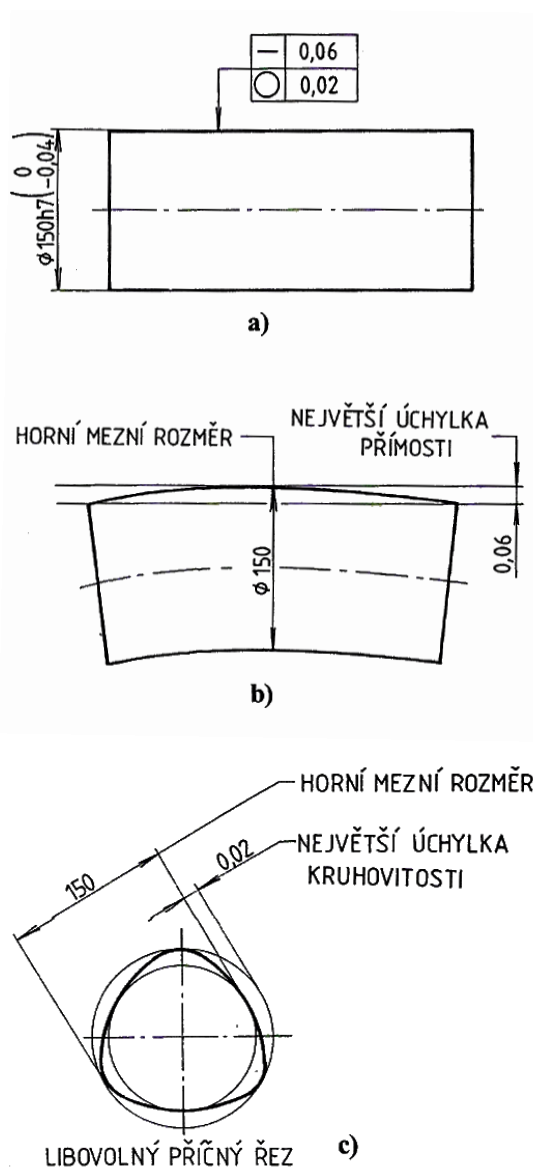 — 0,06
○ 0,02
ϕ150h7(0 -0,04)
a)
HORNÍ MEZNÍ ROZMĚR
NEJVĚTŠÍ ÚCHYLKA
PŘÍMOSTI
ϕ150
0,06
b)
HORNÍ MEZNÍ ROZMĚR
NEJVĚTŠÍ ÚCHYLKA
KRUHOVITOSTI
150
0,02
LIBOVOLNÝ PŘÍČNÝ ŘEZ
c)